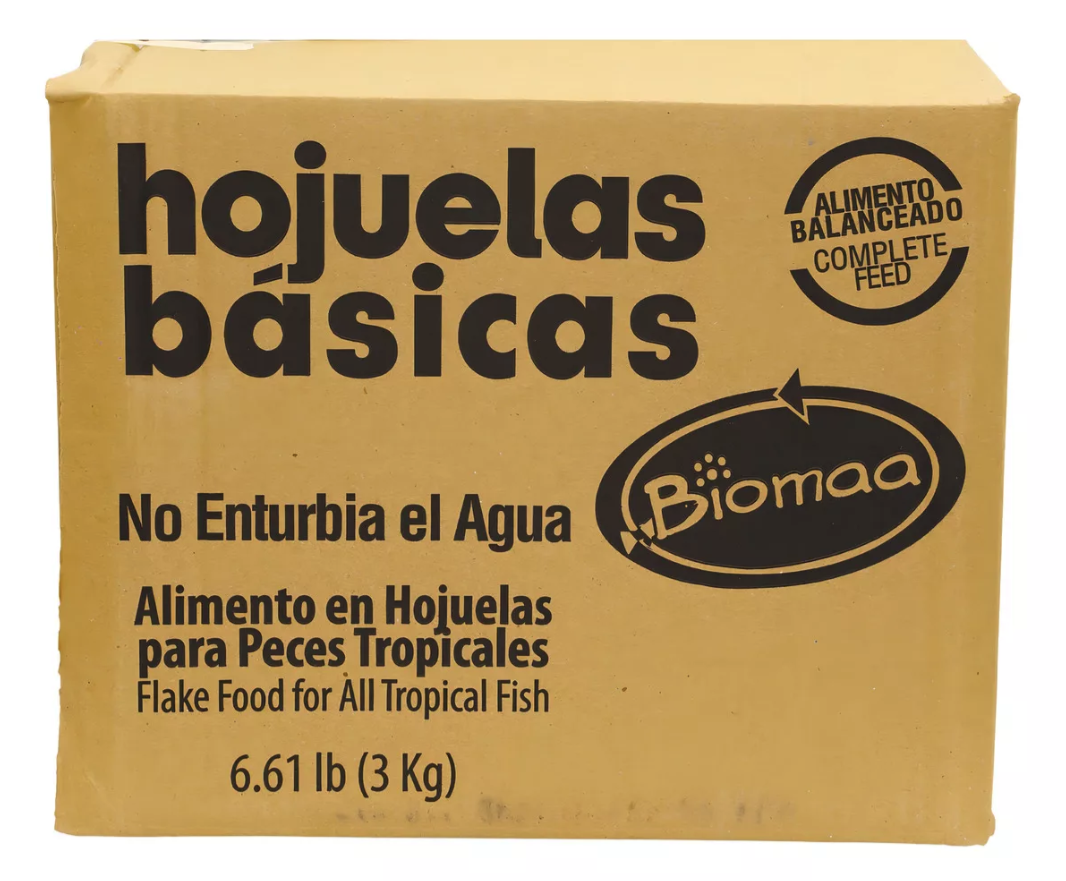 hojuelas
básicas
ALIMENTO
BALANCEADO
COMPLETE
FEED
Biomaa
No Enturbia el Agua
Alimento en Hojuelas
para Peces Tropicales
Flake Food for All Tropical Fish
6.61 lb (3 Kg)